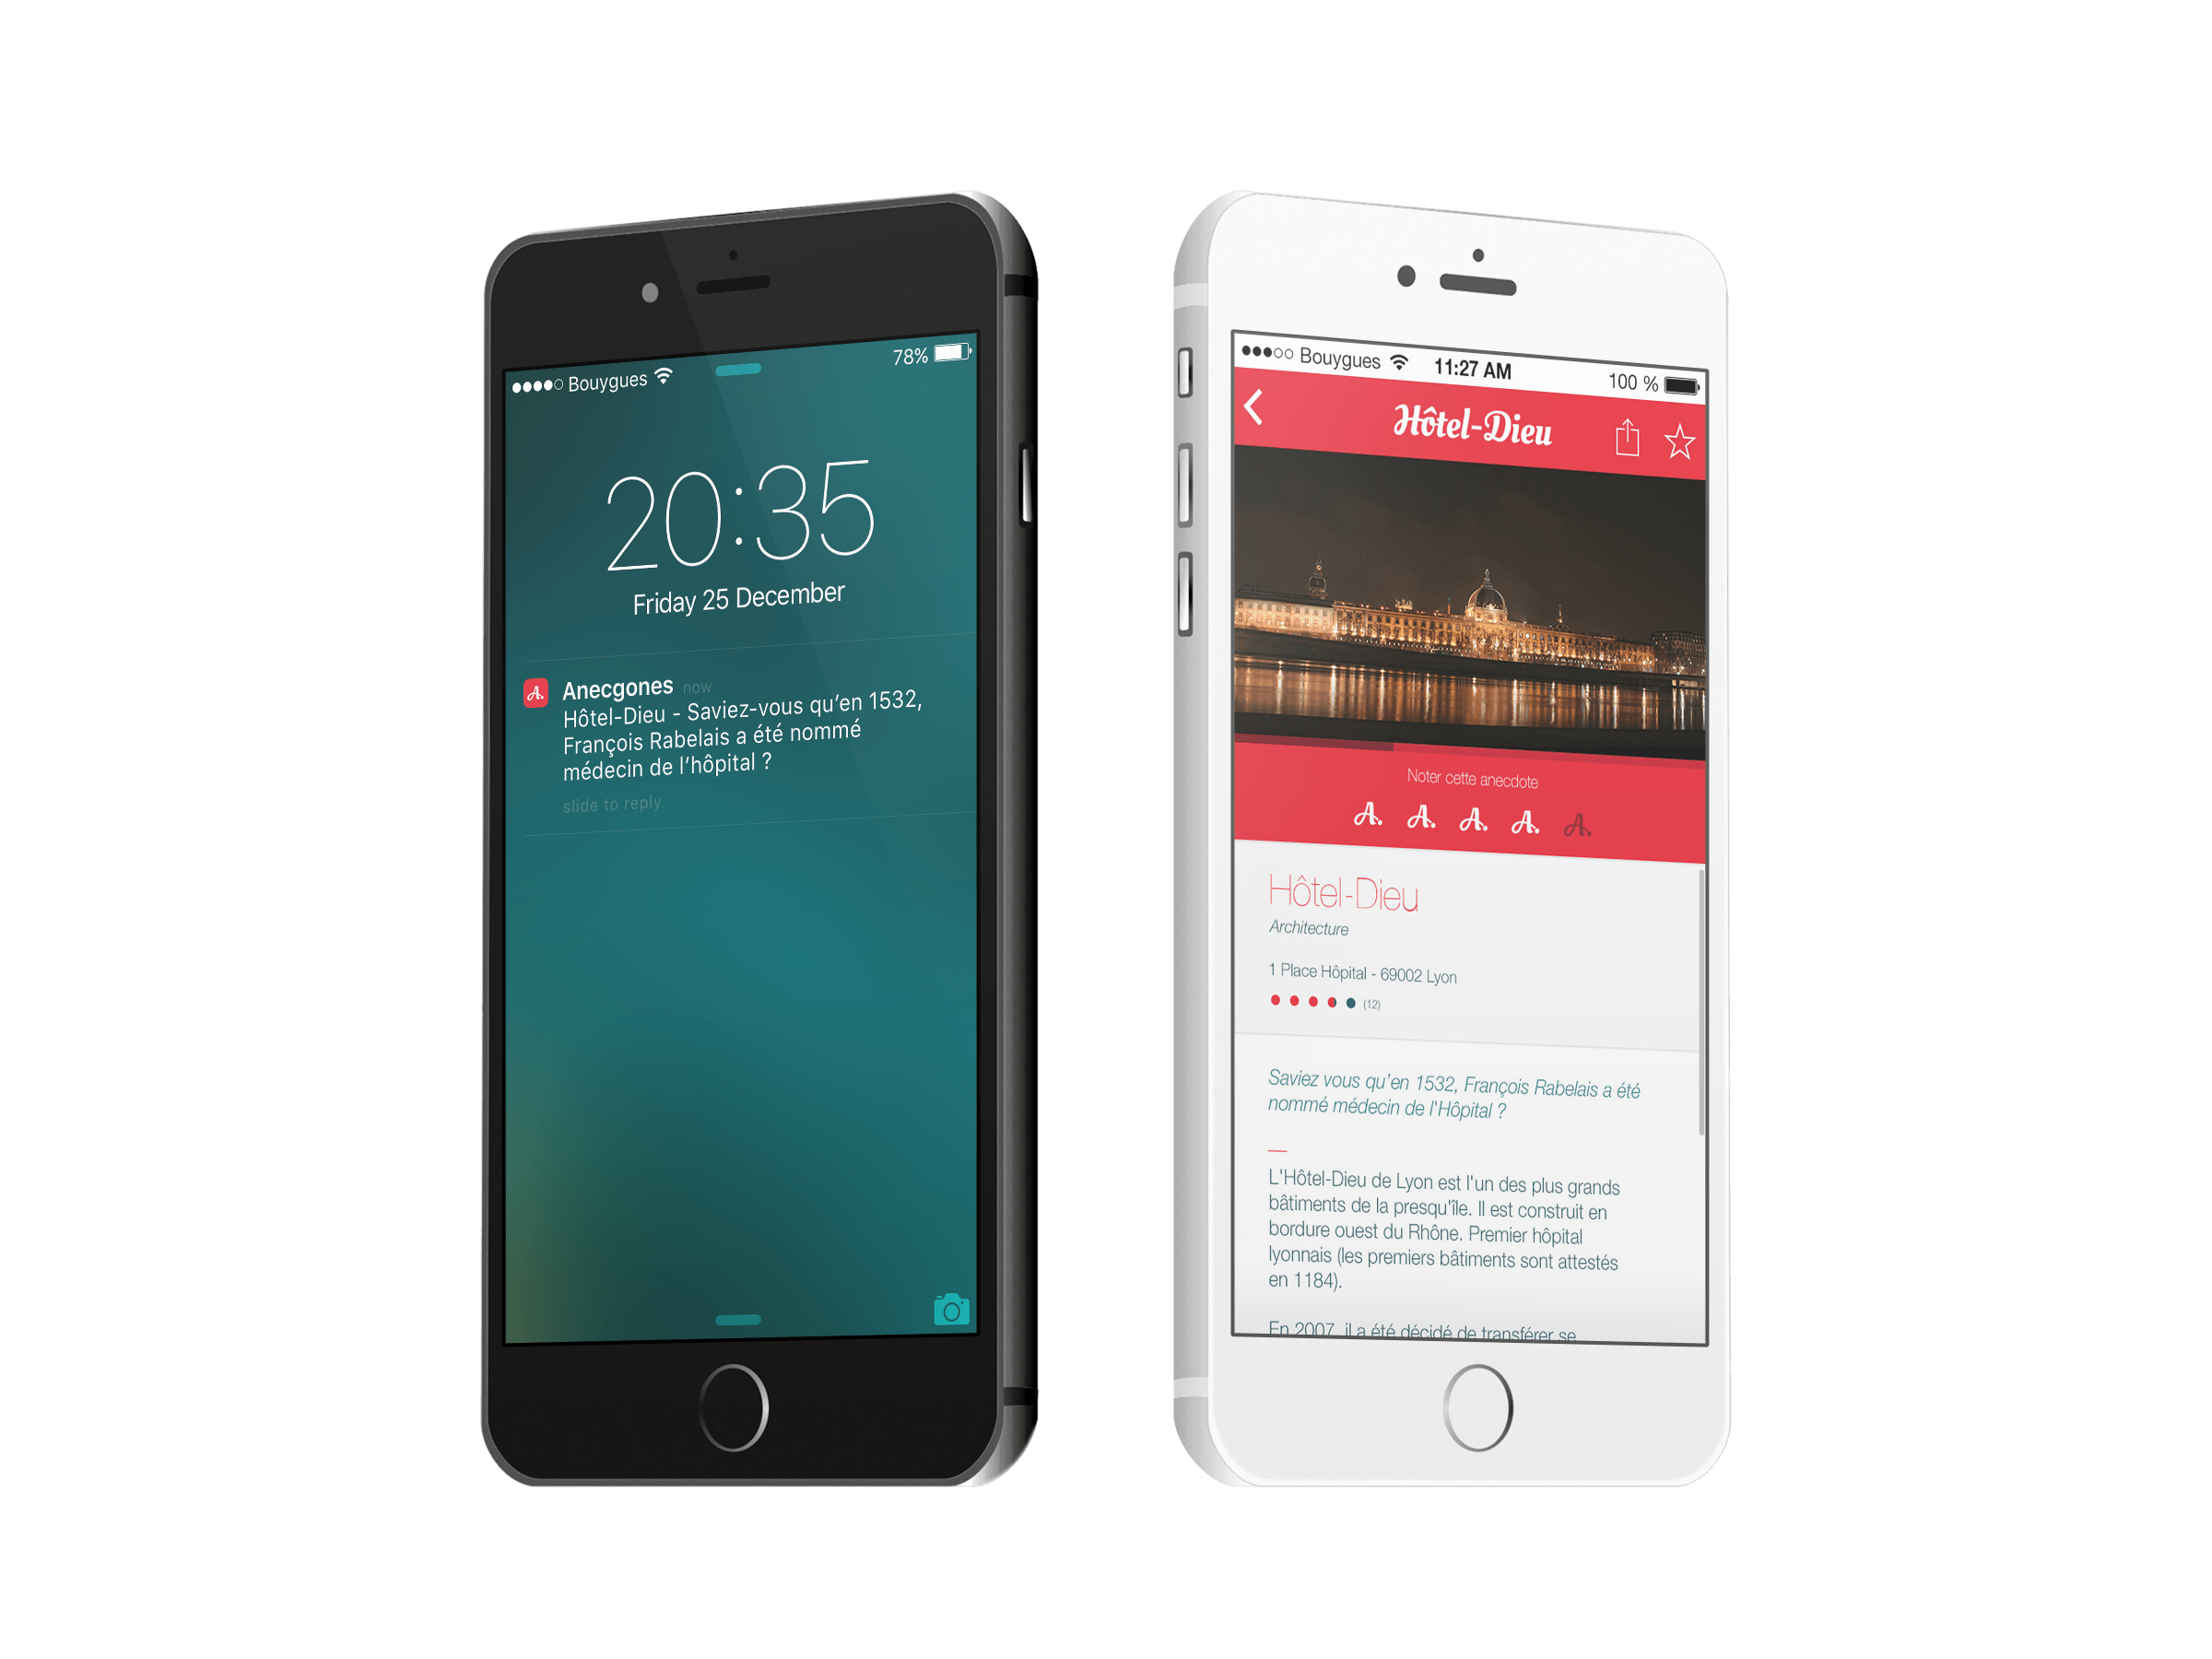 Bouygues
78%
20:35
Friday 25 December
Anecgones now
Hôtel-Dieu - Saviez-vous qu'en 1532,
François Rabelais a été nommé
médecin de l'hôpital ?
slide to reply
Bouygues 11:27 AM 100 %
Hôtel-Dieu
Noter cette anecdote
A. A. A. A. A.
Hôtel-Dieu
Architecture
1 Place Hôpital - 69002 Lyon
(12)
Saviez vous qu'en 1532, François Rabelais a été
nommé médecin de l'Hôpital ?
L'Hôtel-Dieu de Lyon est l'un des plus grands
bâtiments de la presqu'île. Il est construit en
bordure ouest du Rhône. Premier hôpital
lyonnais (les premiers bâtiments sont attestés
en 1184).
En 2007, il a été décidé de transférer se